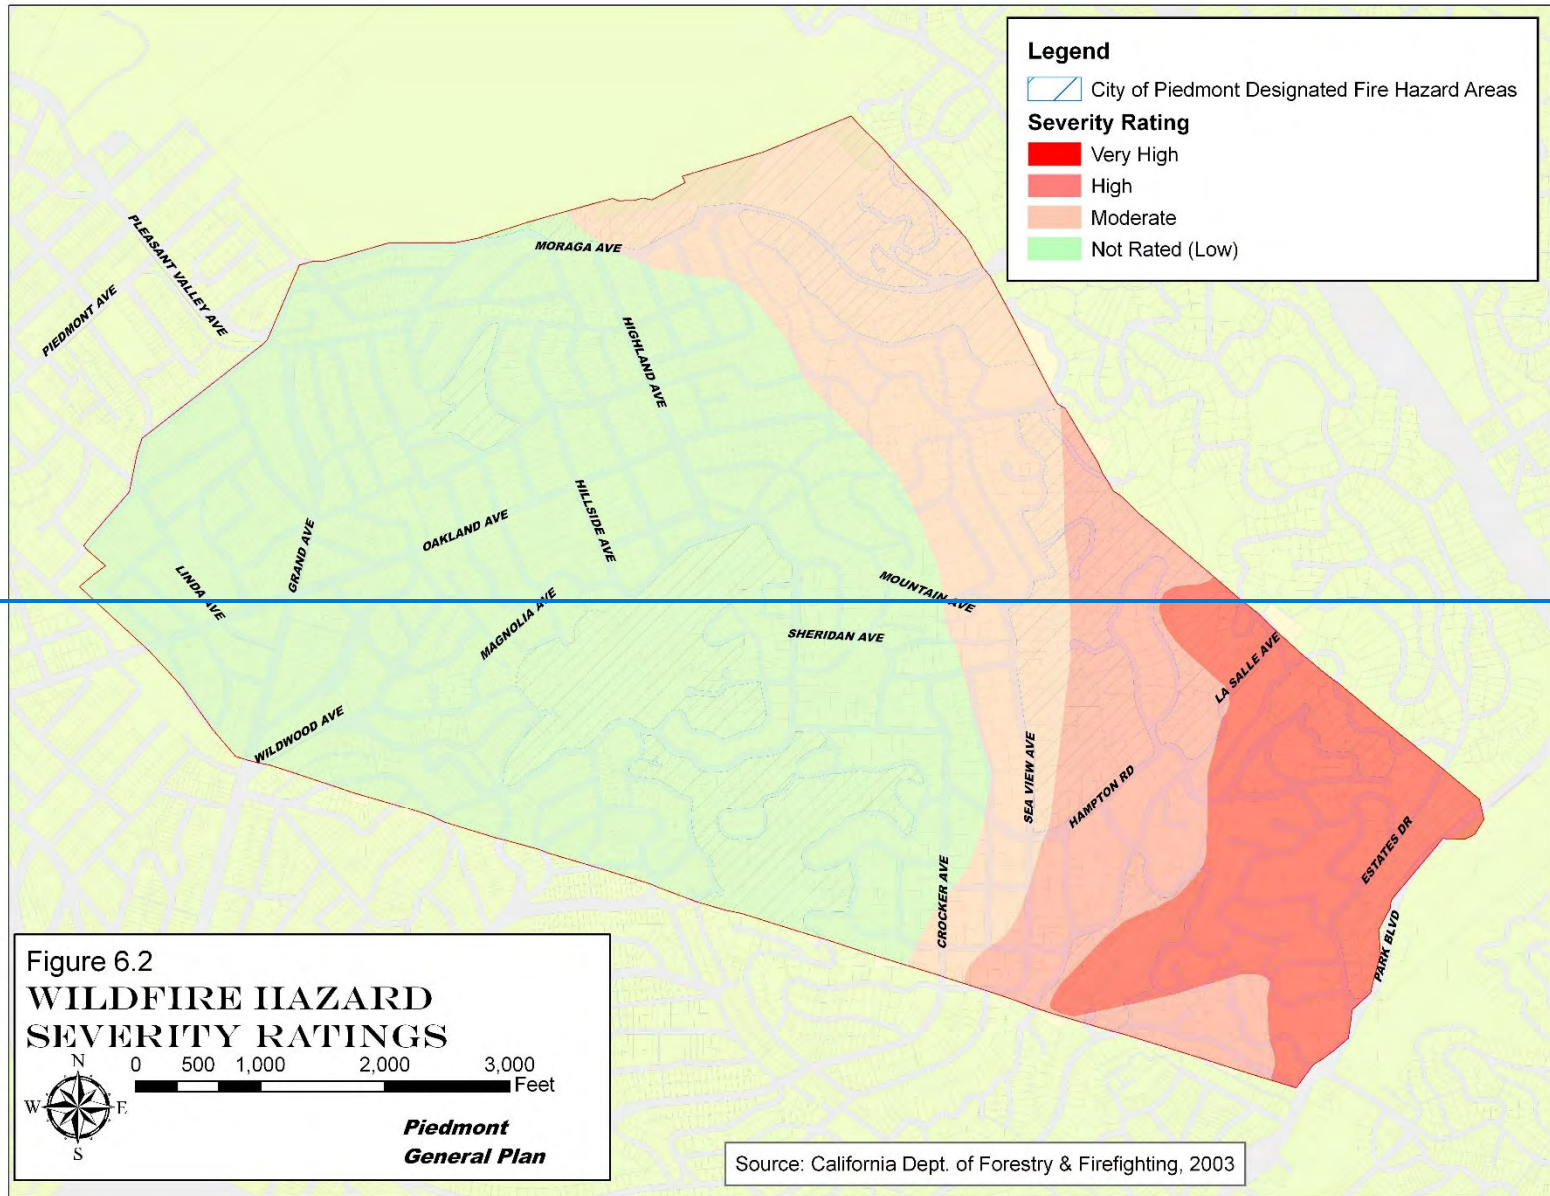 Legend
City of Piedmont Designated Fire Hazard Areas
Severity Rating
Very High
High
Moderate
Not Rated (Low)
PLEASANT VALLEY AVE
PIEDMONT AVE
MORAGA AVE
HIGHLAND AVE
HILLSIDE AVE
OAKLAND AVE
GRAND AVE
LINDA AVE
MAGNOLIA AVE
MOUNTAIN AVE
SHERIDAN AVE
LA SALLE AVE
WILDWOOD AVE
SEA VIEW AVE
HAMPTON RD
CROCKER AVE
ESTATES DR
PARK BLVD
Figure 6.2
WILDFIRE HAZARD
SEVERITY RATINGS
N
W E
S
0 500 1,000 2,000 3,000
Feet
Piedmont
General Plan
Source: California Dept. of Forestry & Firefighting, 2003